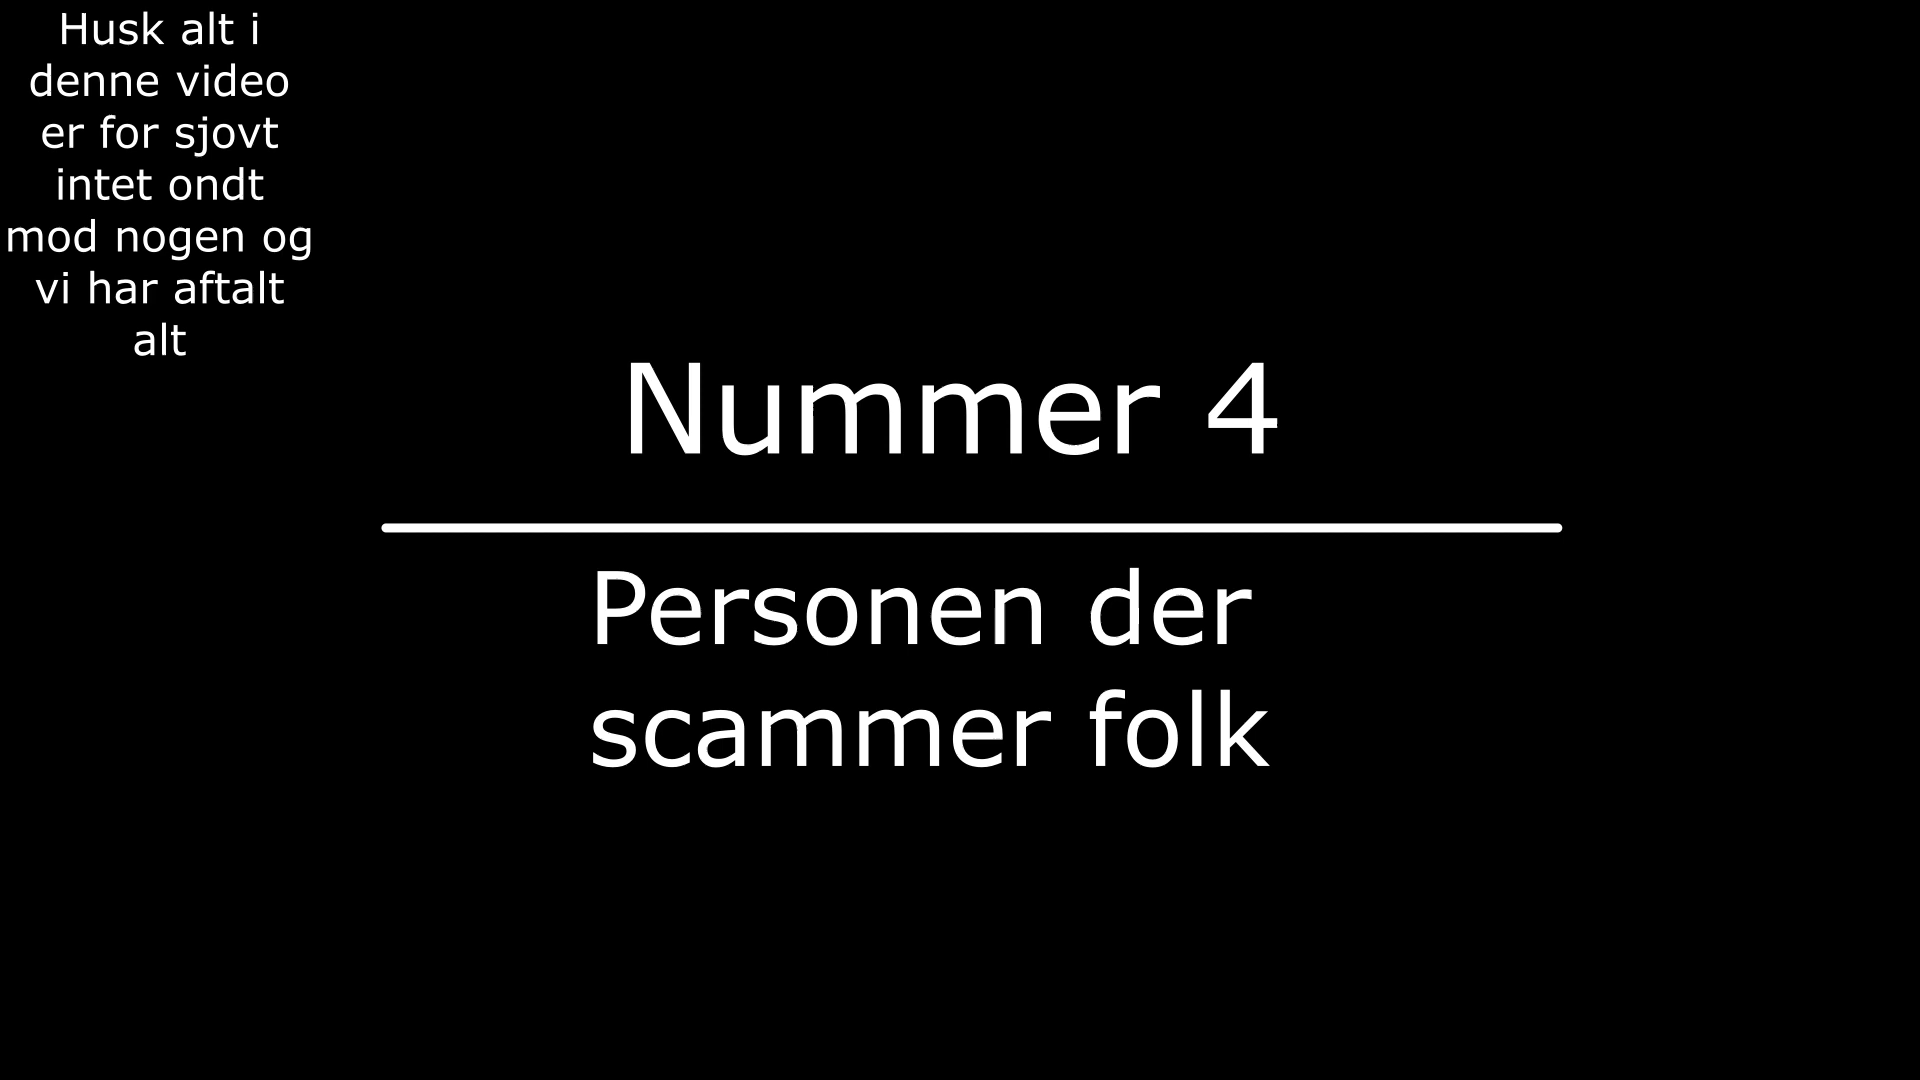 Husk alt i
denne video
er for sjovt
intet ondt
mod nogen og
vi har aftalt
alt
Nummer 4
Personen der
scammer folk